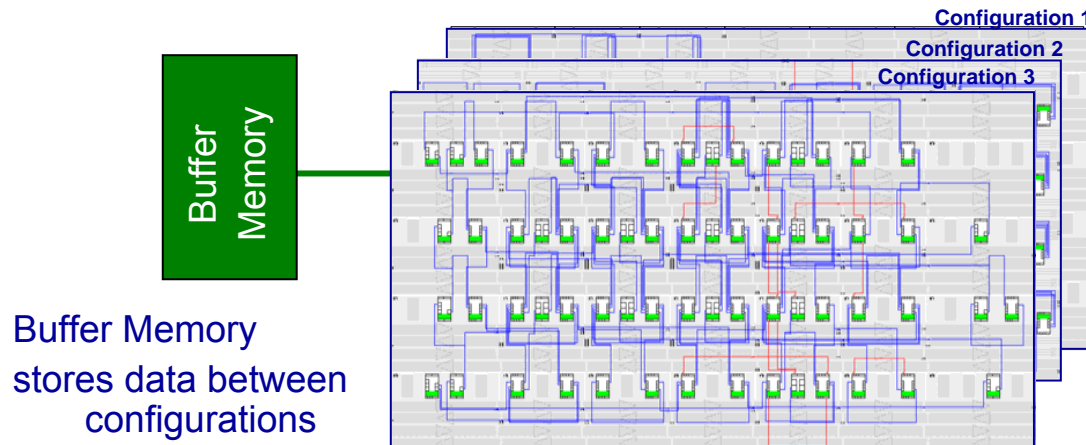 Configuration 1
Configuration 2
Configuration 3
Buffer
Memory
Buffer Memory
stores data between
configurations